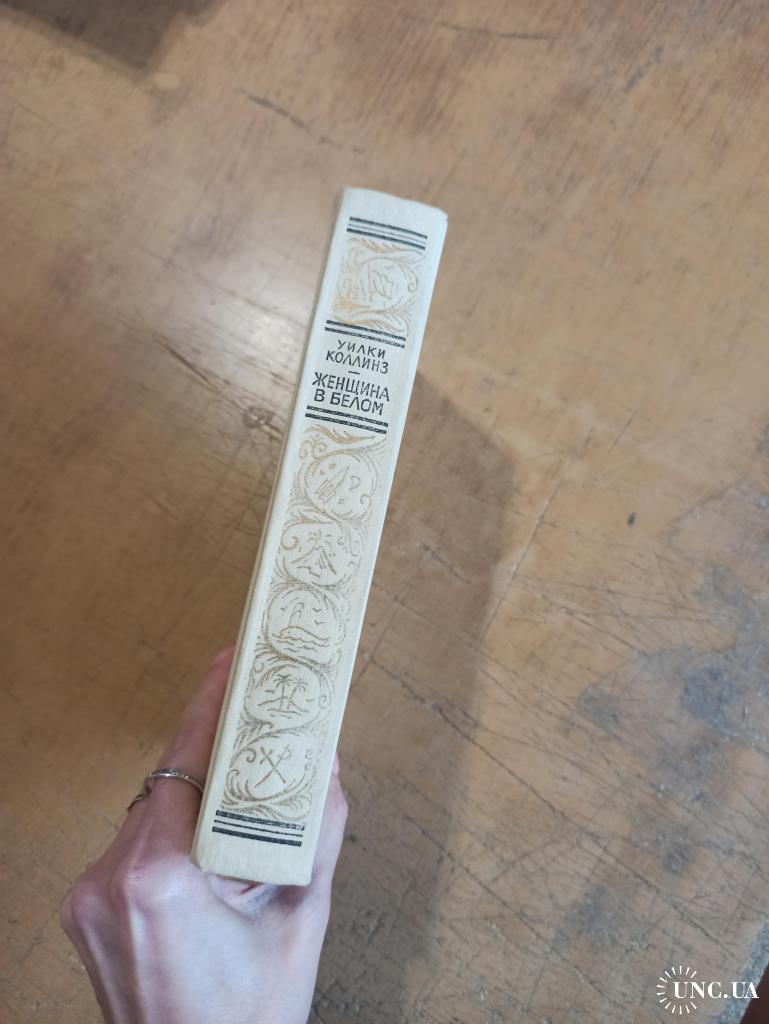 УИЛКИ
КОЛЛИНЗ
—
ЖЕНЩИНА
В БЕЛОМ
UNC.UA